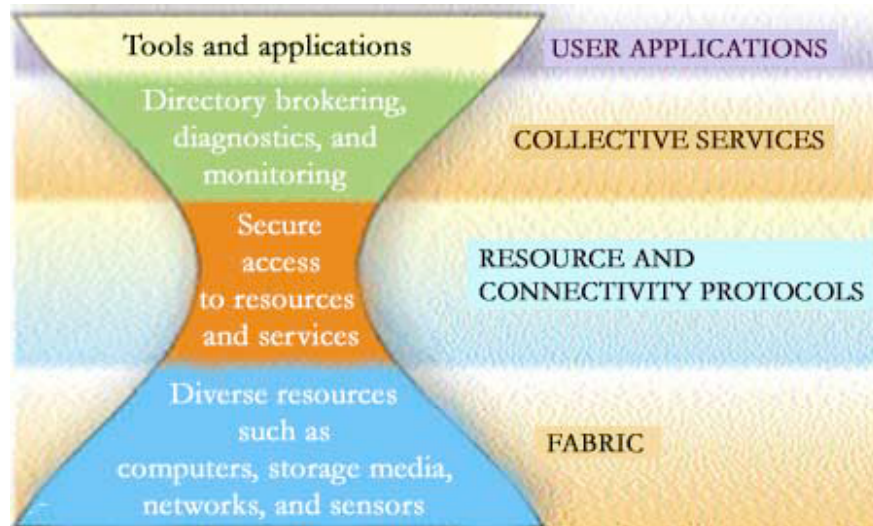 Tools and applications
USER APPLICATIONS
Directory brokering,
diagnostics, and
monitoring
COLLECTIVE SERVICES
Secure
access
to resources
and services
RESOURCE AND
CONNECTIVITY PROTOCOLS
Diverse resources
such as
computers, storage media,
networks, and sensors
FABRIC